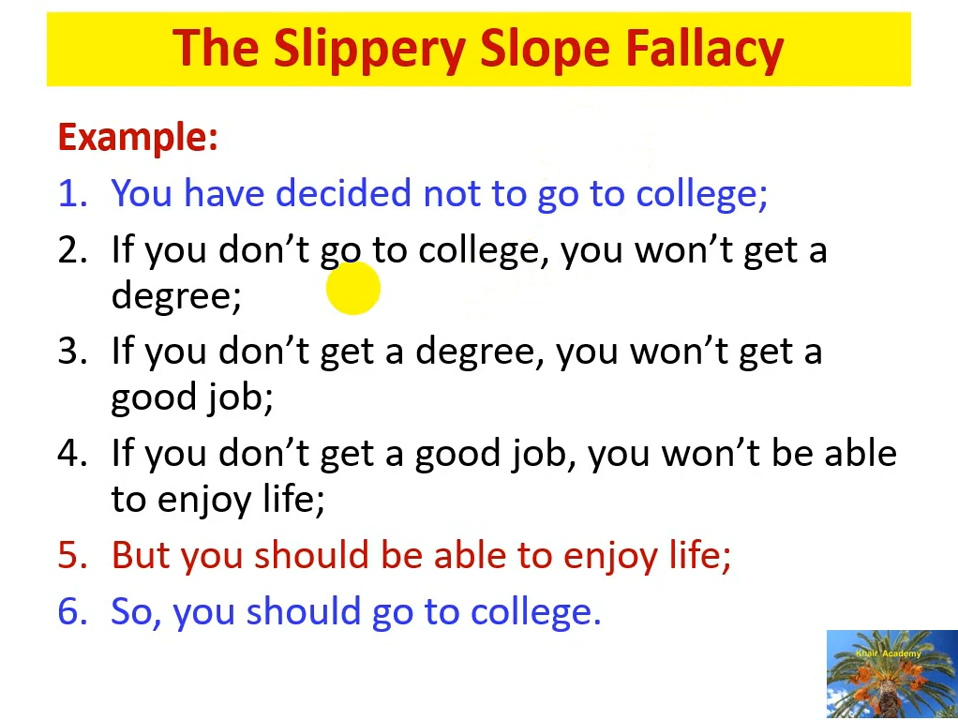 The Slippery Slope Fallacy
Example:
1. You have decided not to go to college;
2. If you don’t go to college, you won’t get a
degree;
3. If you don’t get a degree, you won’t get a
good job;
4. If you don’t get a good job, you won’t be able
to enjoy life;
5. But you should be able to enjoy life;
6. So, you should go to college.
Khair Academy